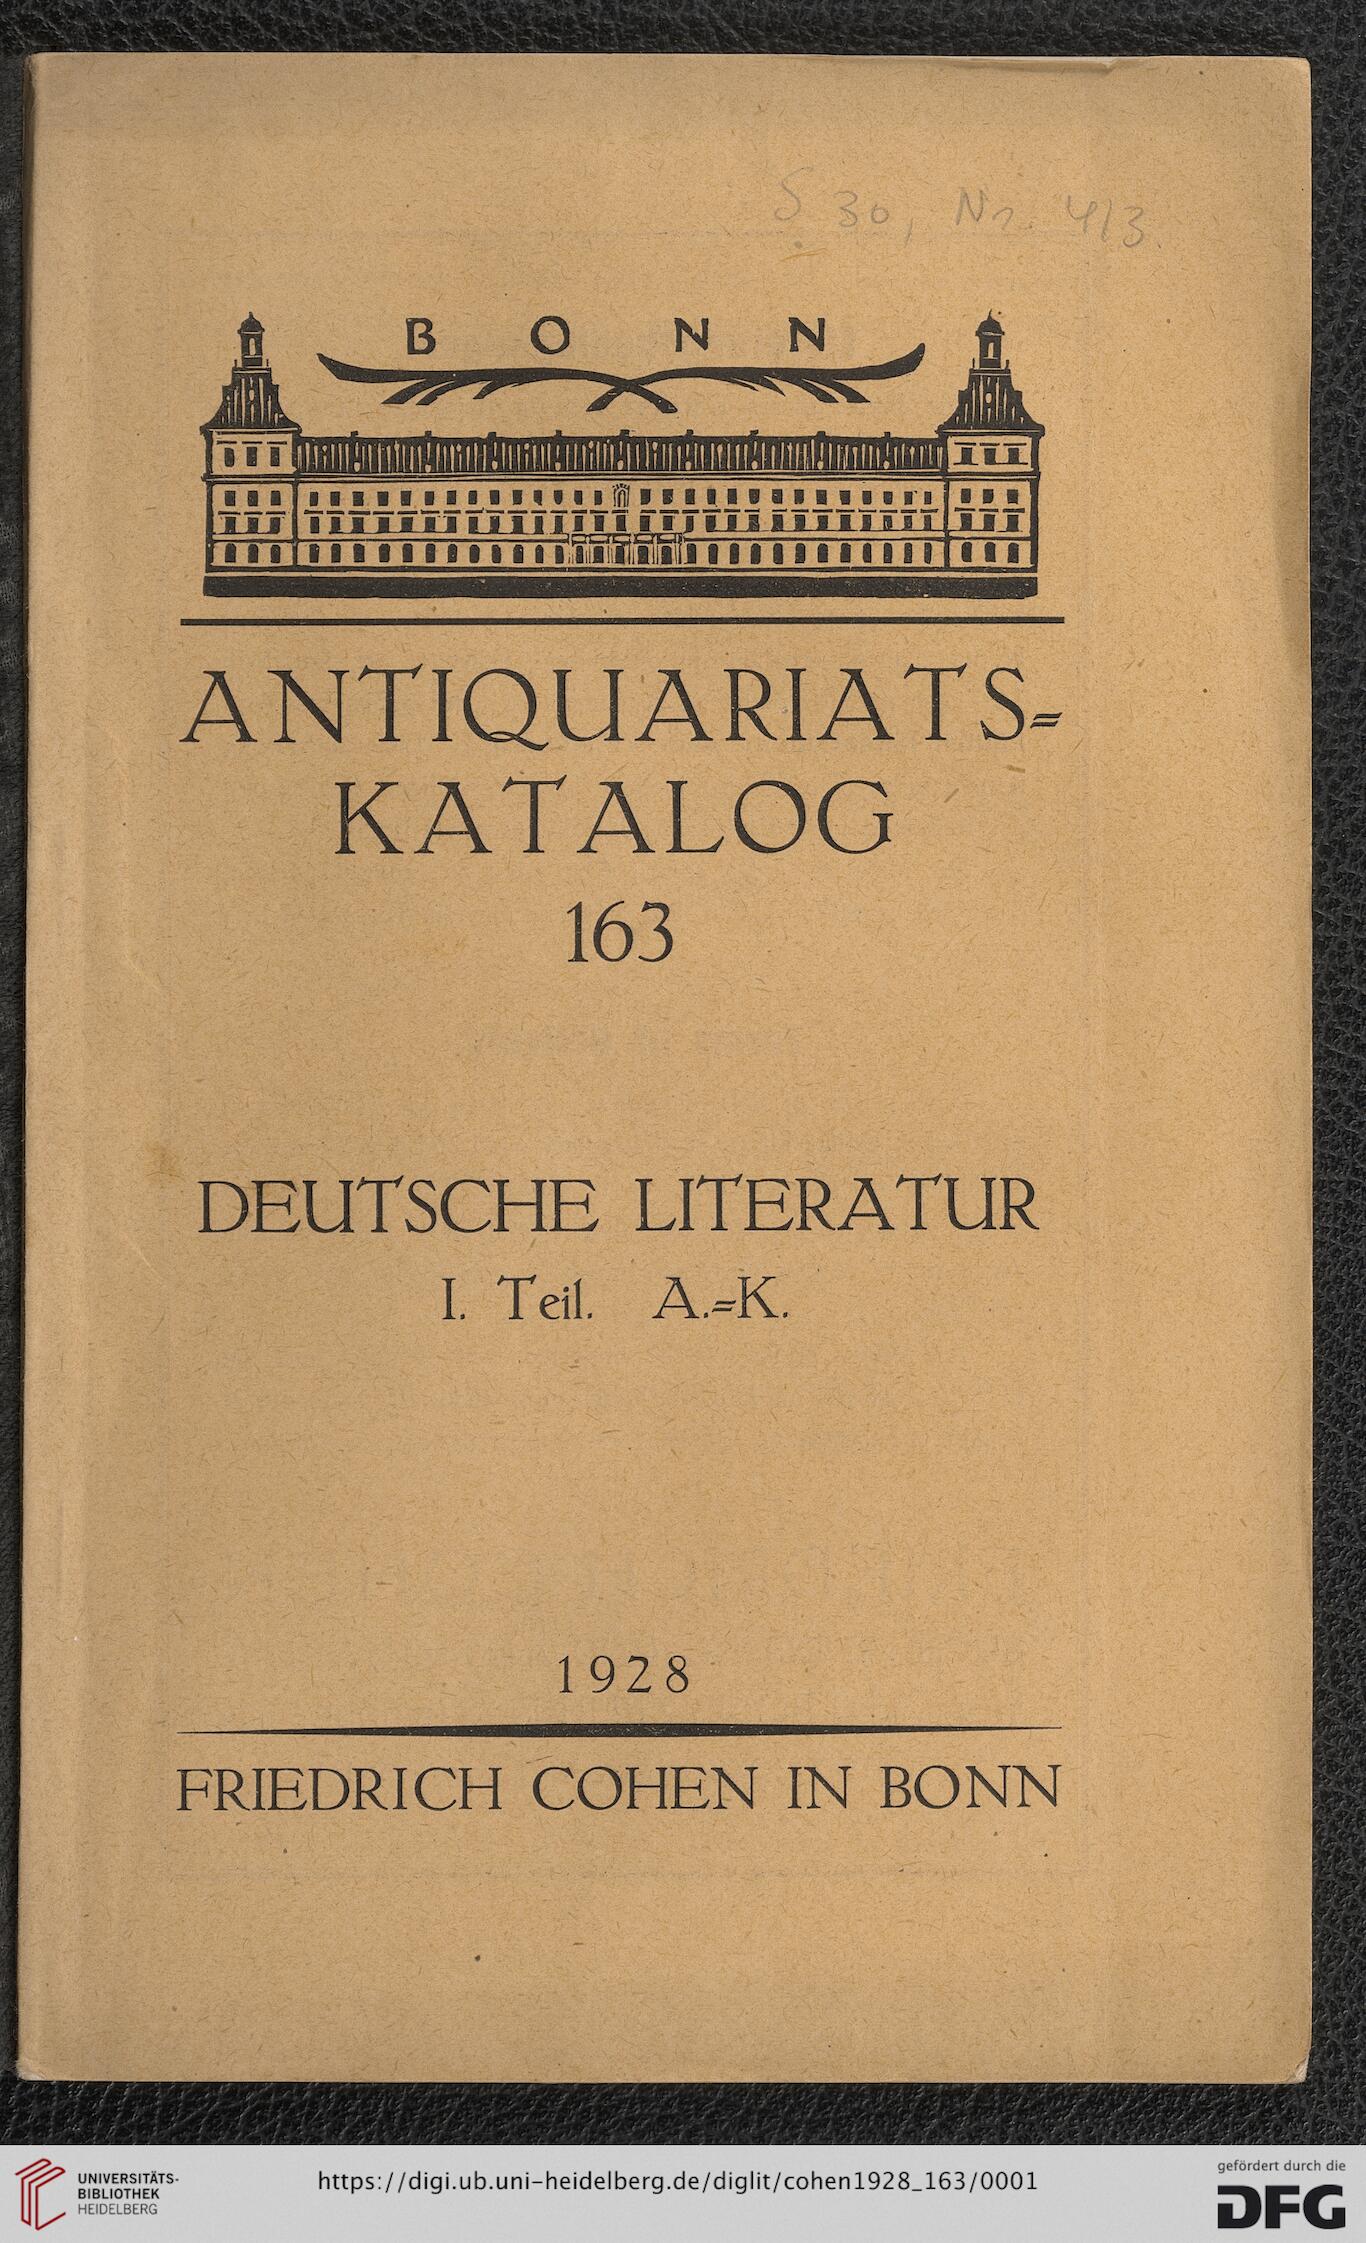 S 30, Nr. 413.
BONN
ANTIQUARIATS-
KATALOG
163
DEUTSCHE LITERATUR
I. Teil. A.-K.
1928
FRIEDRICH COHEN IN BONN
UNIVERSITÄTS-
BIBLIOTHEK
HEIDELBERG
https://digi.ub.uni-heidelberg.de/diglit/cohen1928_163/0001
gefördert durch die
DFG